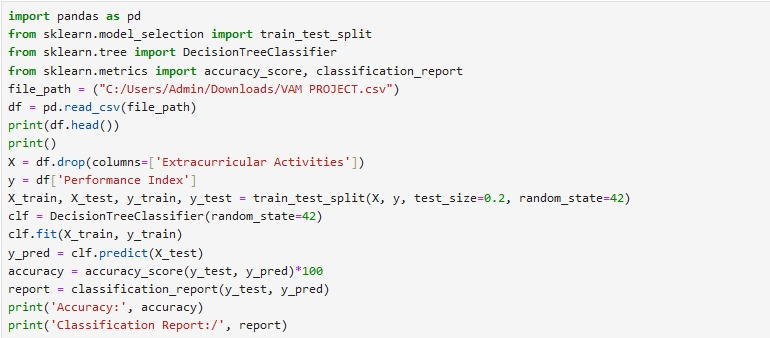 import pandas as pd
from sklearn.model_selection import train_test_split
from sklearn.tree import DecisionTreeClassifier
from sklearn.metrics import accuracy_score, classification_report
file_path = ("C:/Users/Admin/Downloads/VAM PROJECT.csv")
df = pd.read_csv(file_path)
print(df.head())
print()
X = df.drop(columns=['Extracurricular Activities'])
y = df['Performance Index']
X_train, X_test, y_train, y_test = train_test_split(X, y, test_size=0.2, random_state=42)
clf = DecisionTreeClassifier(random_state=42)
clf.fit(X_train, y_train)
y_pred = clf.predict(X_test)
accuracy = accuracy_score(y_test, y_pred)*100
report = classification_report(y_test, y_pred)
print('Accuracy:', accuracy)
print('Classification Report:/', report)